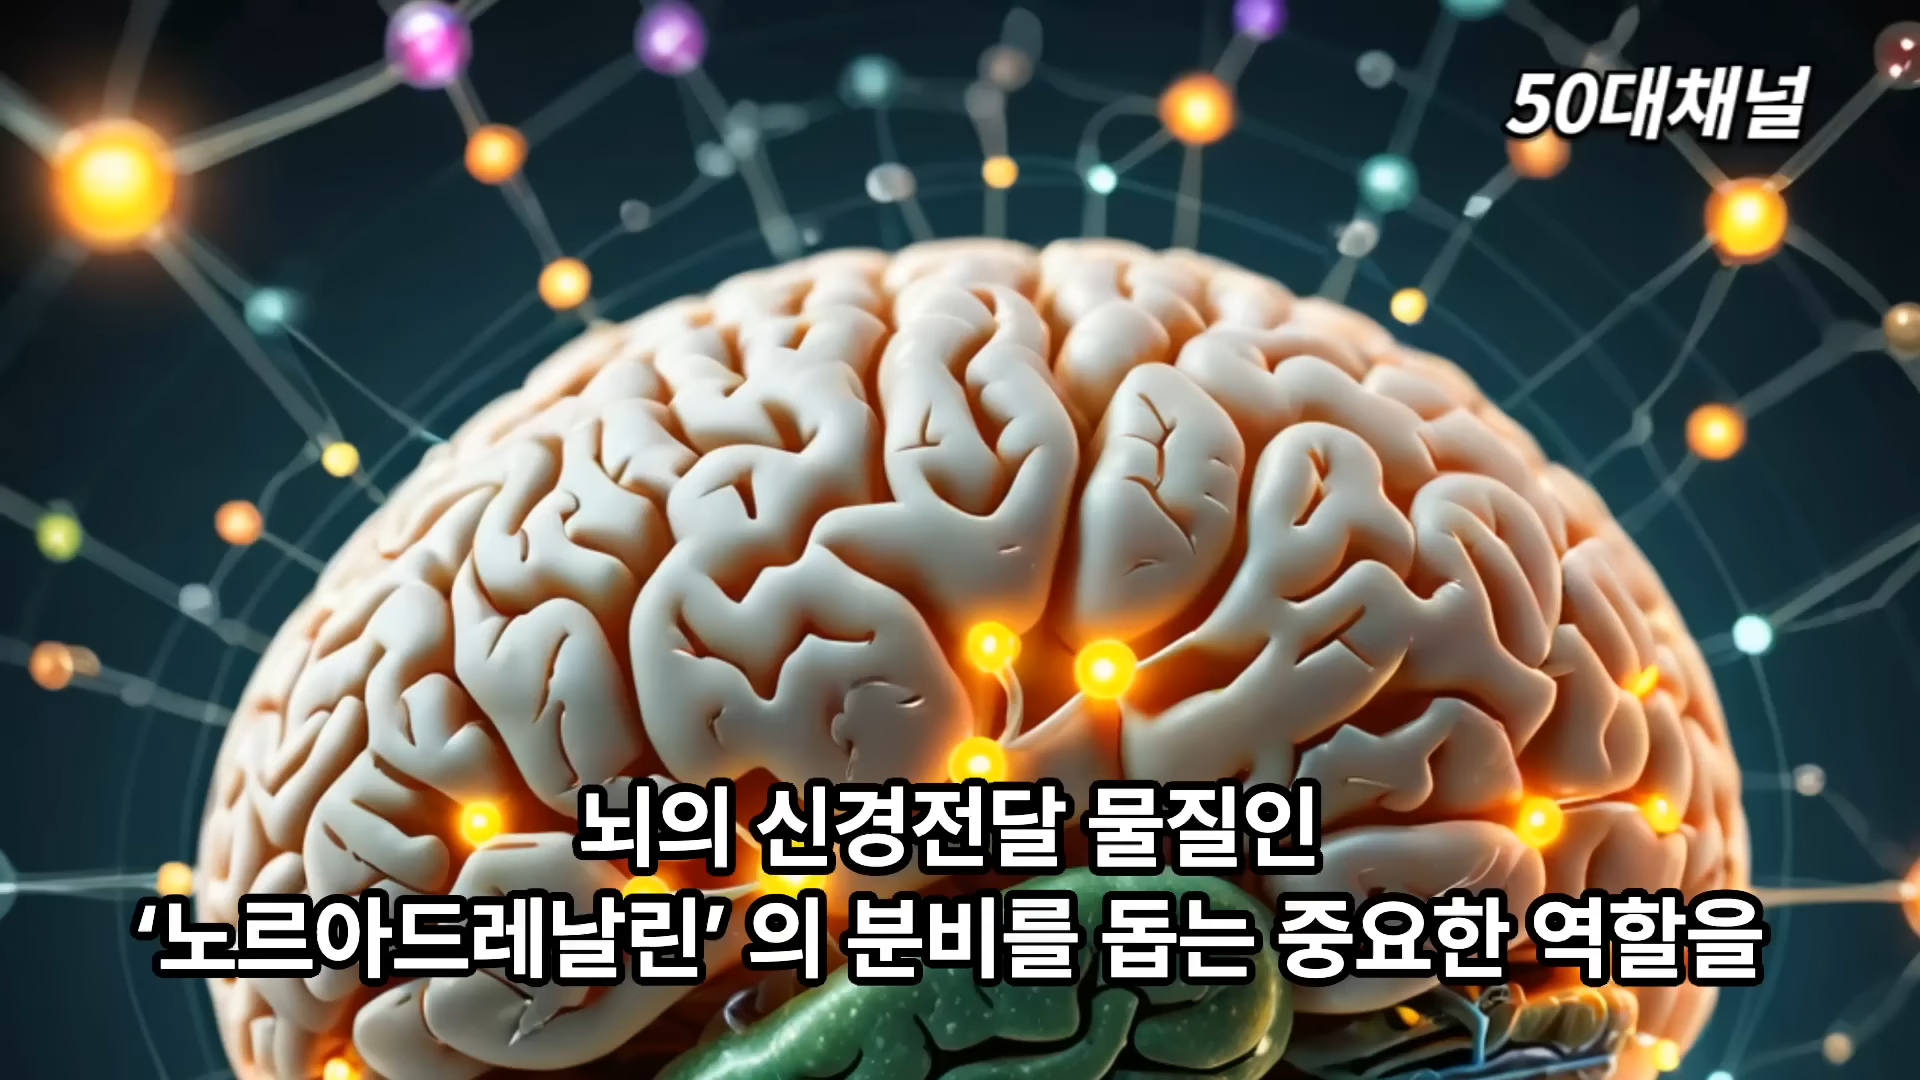 50대채널
뇌의 신경전달 물질인
‘노르아드레날린’ 의 분비를 돕는 중요한 역할을